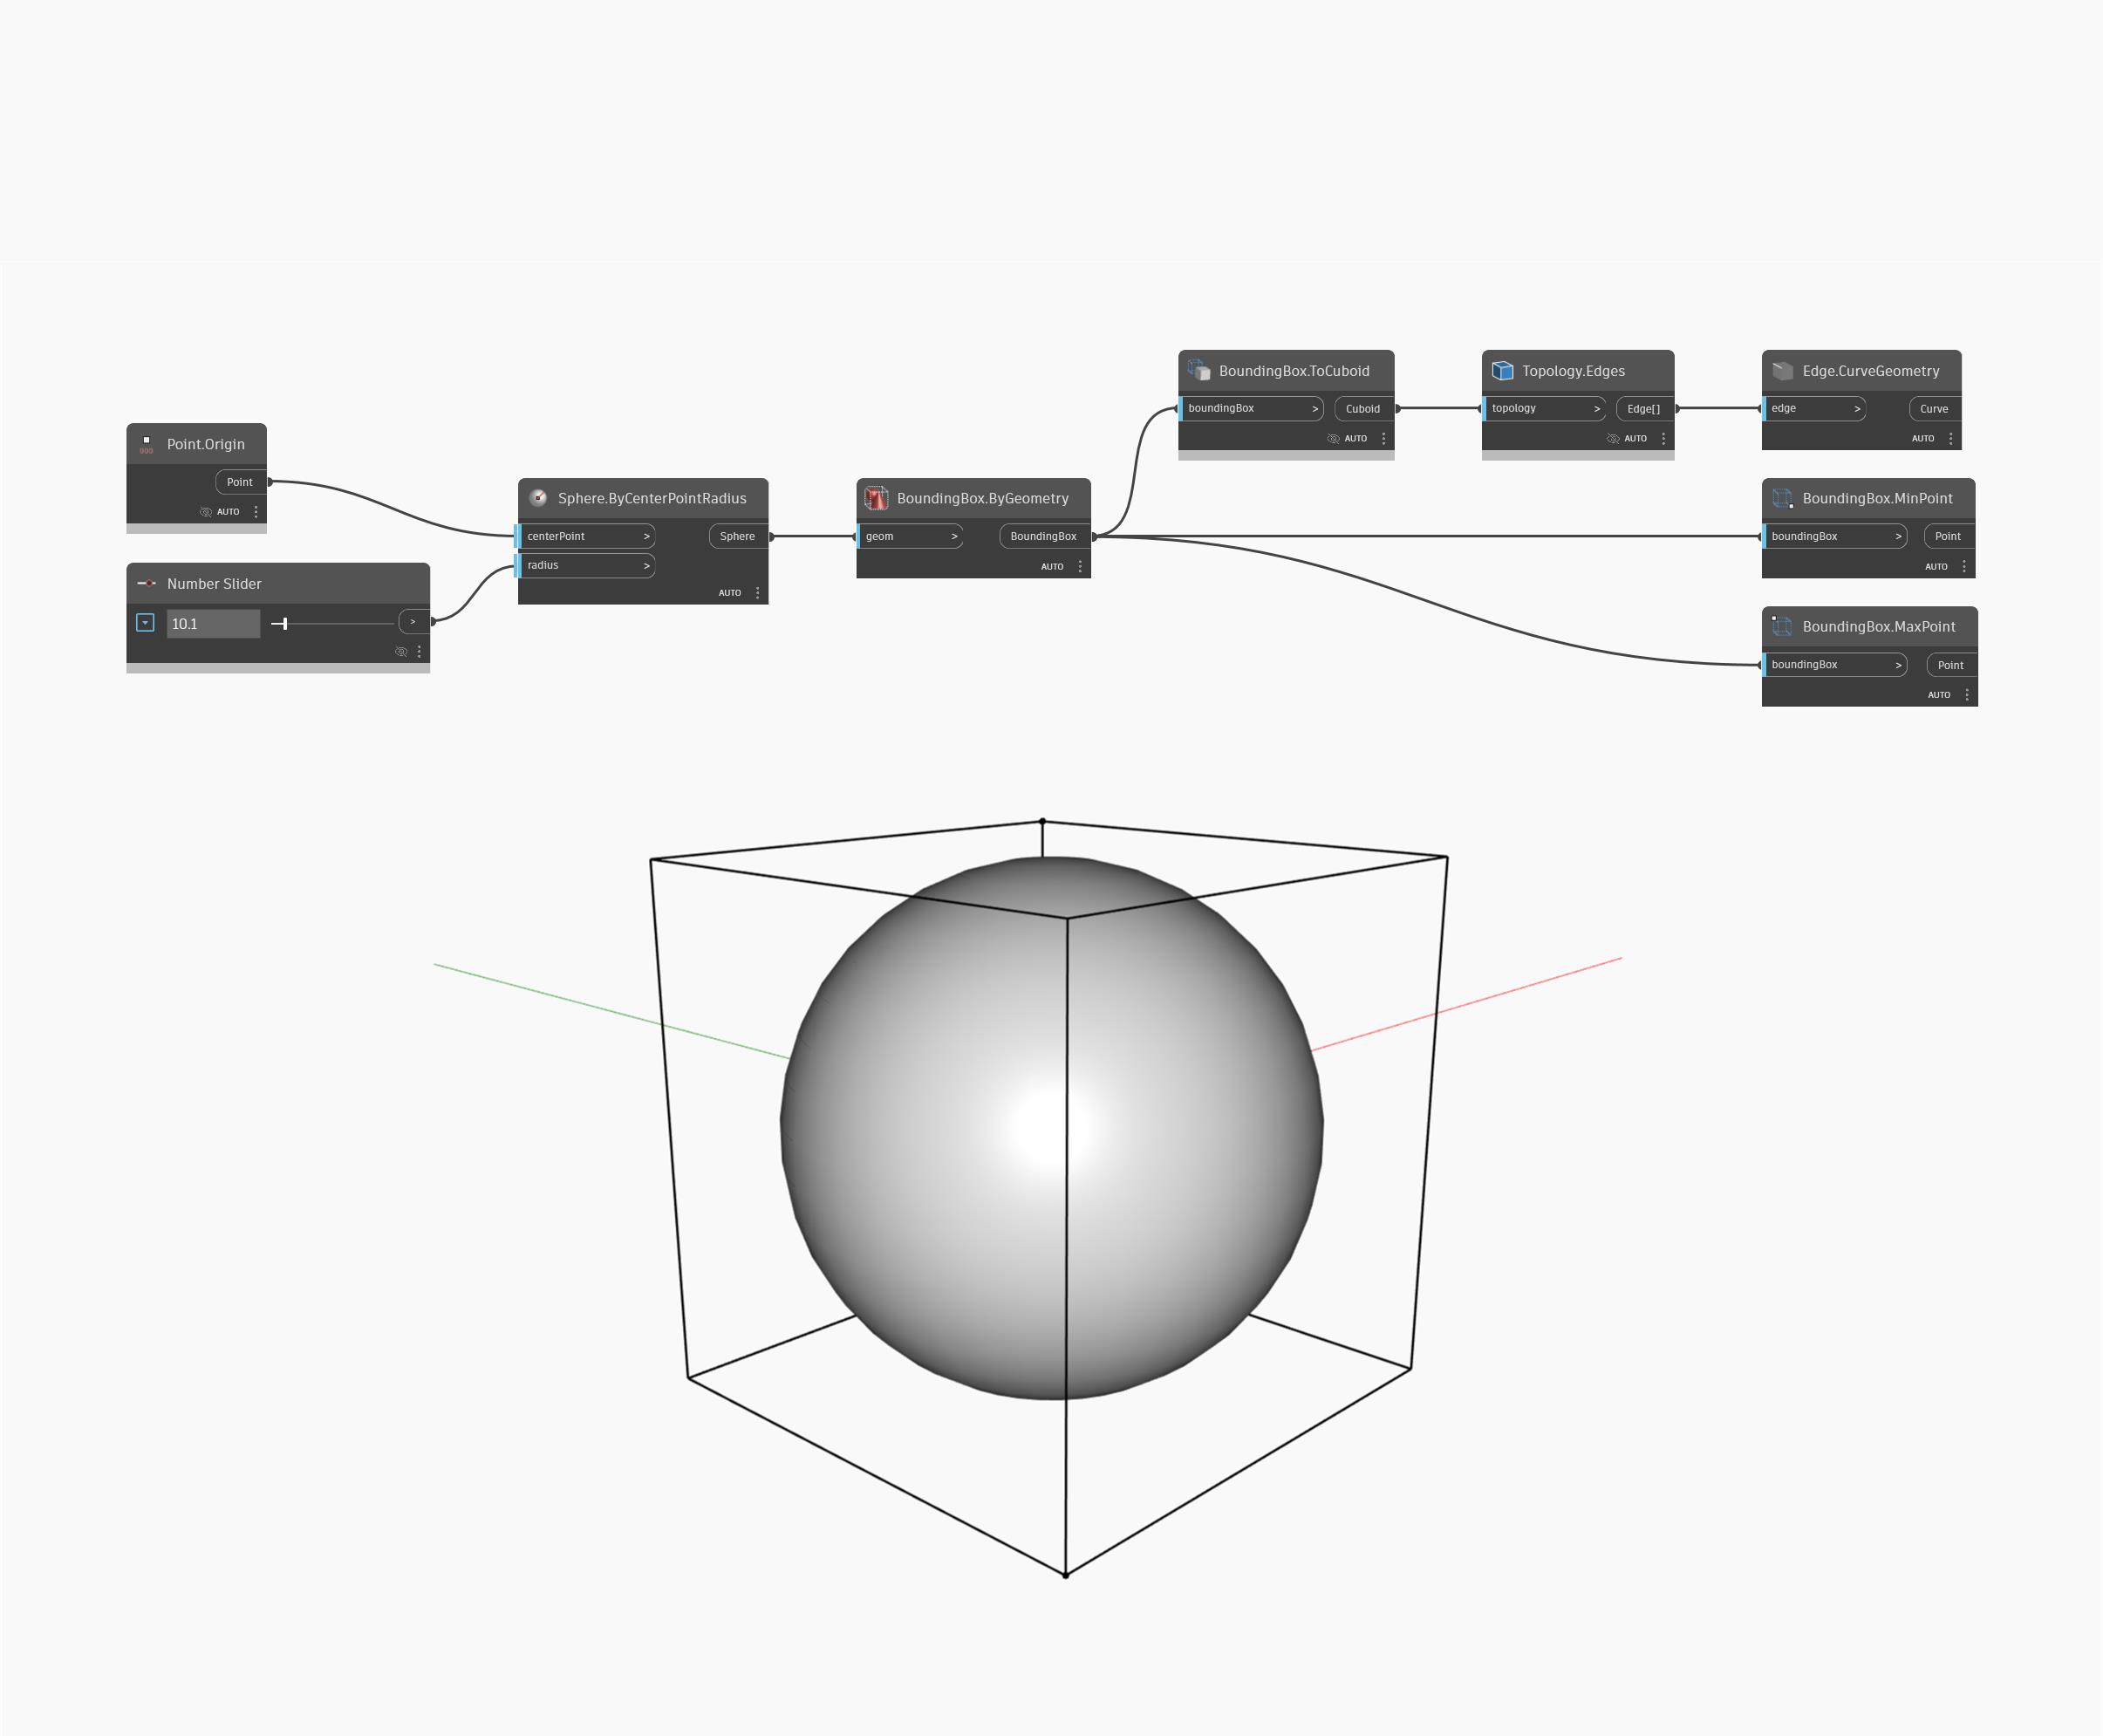 Point.Origin
000
Point
AUTO
Number Slider
10.1
>
Sphere.ByCenterPointRadius
centerPoint >
Sphere
radius >
AUTO
BoundingBox.ByGeometry
geom >
BoundingBox
AUTO
BoundingBox.ToCuboid
boundingBox >
Cuboid
AUTO
Topology.Edges
topology >
Edge[]
AUTO
Edge.CurveGeometry
edge >
Curve
AUTO
BoundingBox.MinPoint
boundingBox >
Point
AUTO
BoundingBox.MaxPoint
boundingBox >
Point
AUTO